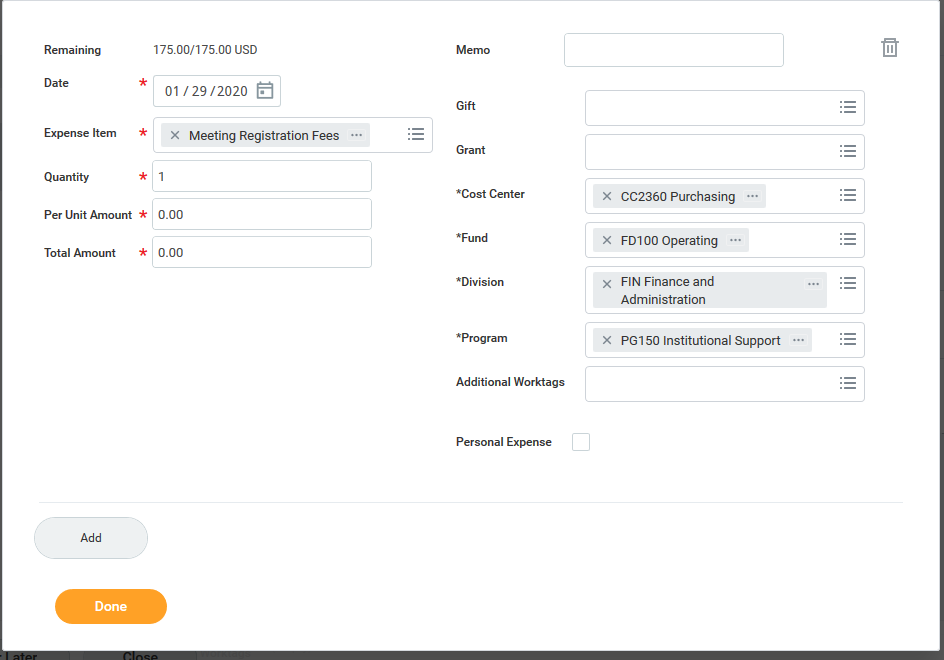 Remaining 175.00/175.00 USD
Date * 01 / 29 / 2020
Expense Item * × Meeting Registration Fees ...
Quantity * 1
Per Unit Amount * 0.00
Total Amount * 0.00
Memo
Gift
Grant
*Cost Center × CC2360 Purchasing ...
*Fund × FD100 Operating ...
*Division × FIN Finance and ...
Administration
*Program × PG150 Institutional Support ...
Additional Worktags
Personal Expense
Add
Done
Later Close